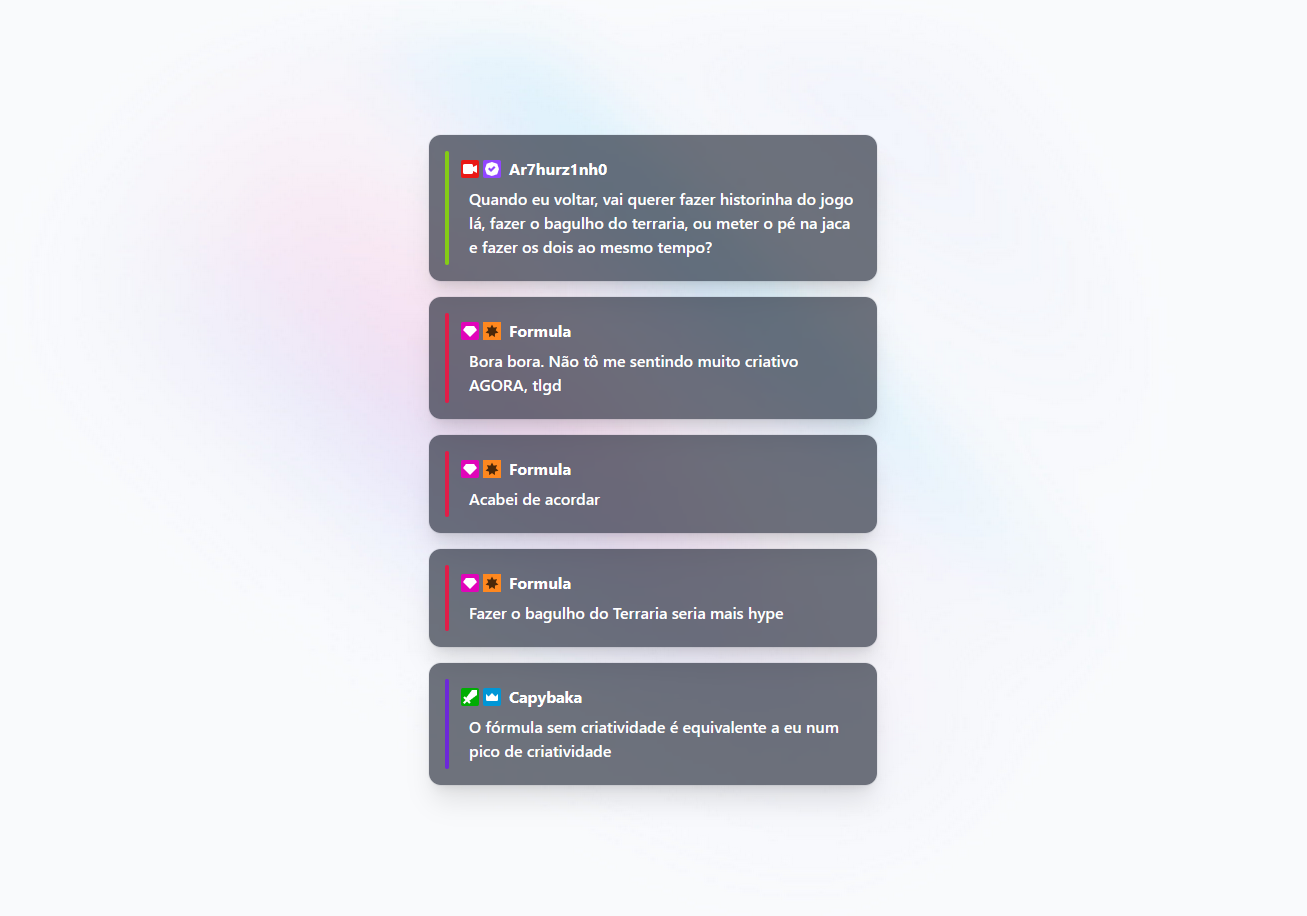 Ar7hurz1nh0
Quando eu voltar, vai querer fazer historinha do jogo
lá, fazer o bagulho do terraria, ou meter o pé na jaca
e fazer os dois ao mesmo tempo?
Formula
Bora bora. Não tô me sentindo muito criativo
AGORA, tlgd
Formula
Acabei de acordar
Formula
Fazer o bagulho do Terraria seria mais hype
Capybaka
O fórmula sem criatividade é equivalente a eu num
pico de criatividade